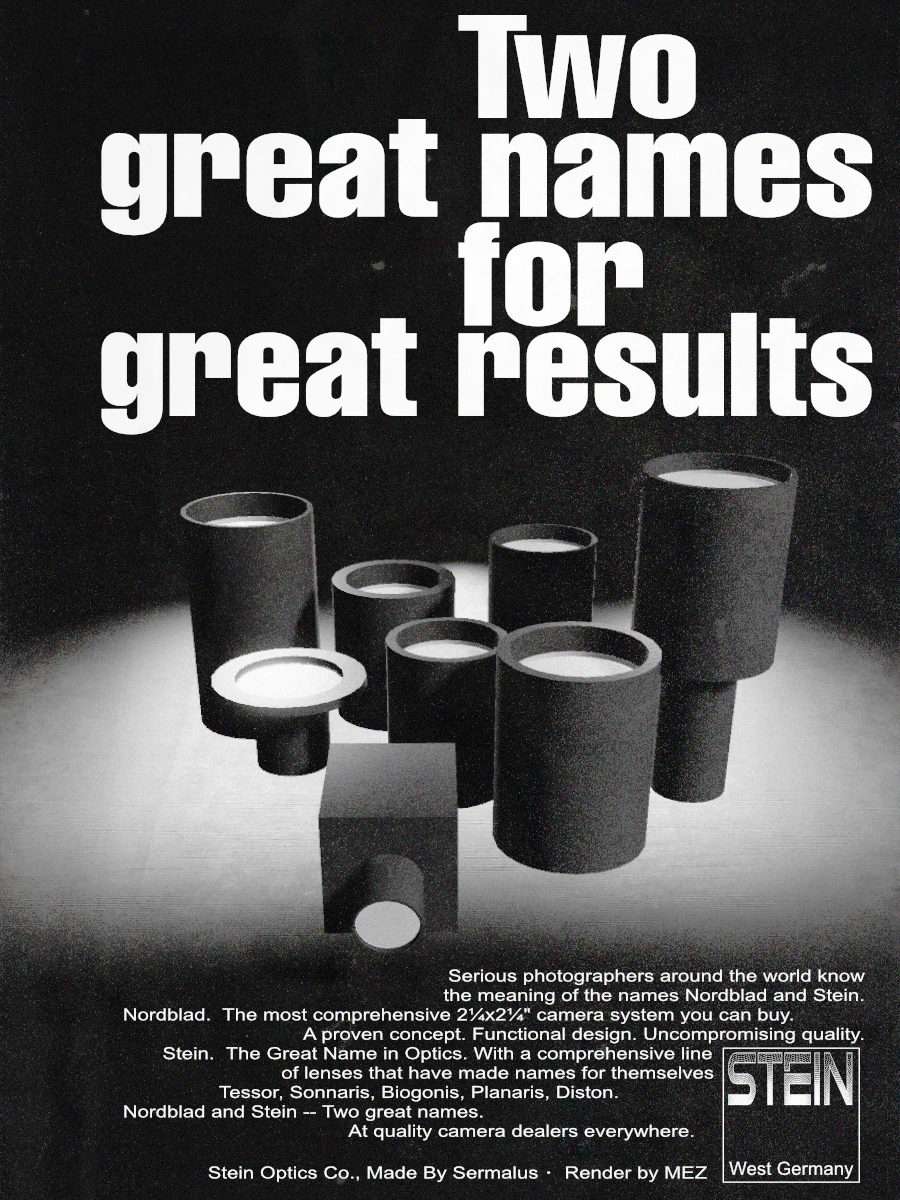 Two
great names
for
great results
Serious photographers around the world know
the meaning of the names Nordblad and Stein.
Nordblad. The most comprehensive 2¼x2¼" camera system you can buy.
A proven concept. Functional design. Uncompromising quality.
Stein. The Great Name in Optics. With a comprehensive line
of lenses that have made names for themselves
Tessor, Sonnaris, Biogonis, Planaris, Diston.
Nordblad and Stein -- Two great names.
At quality camera dealers everywhere.
Stein Optics Co., Made By Sermalus · Render by MEZ
STEIN
West Germany